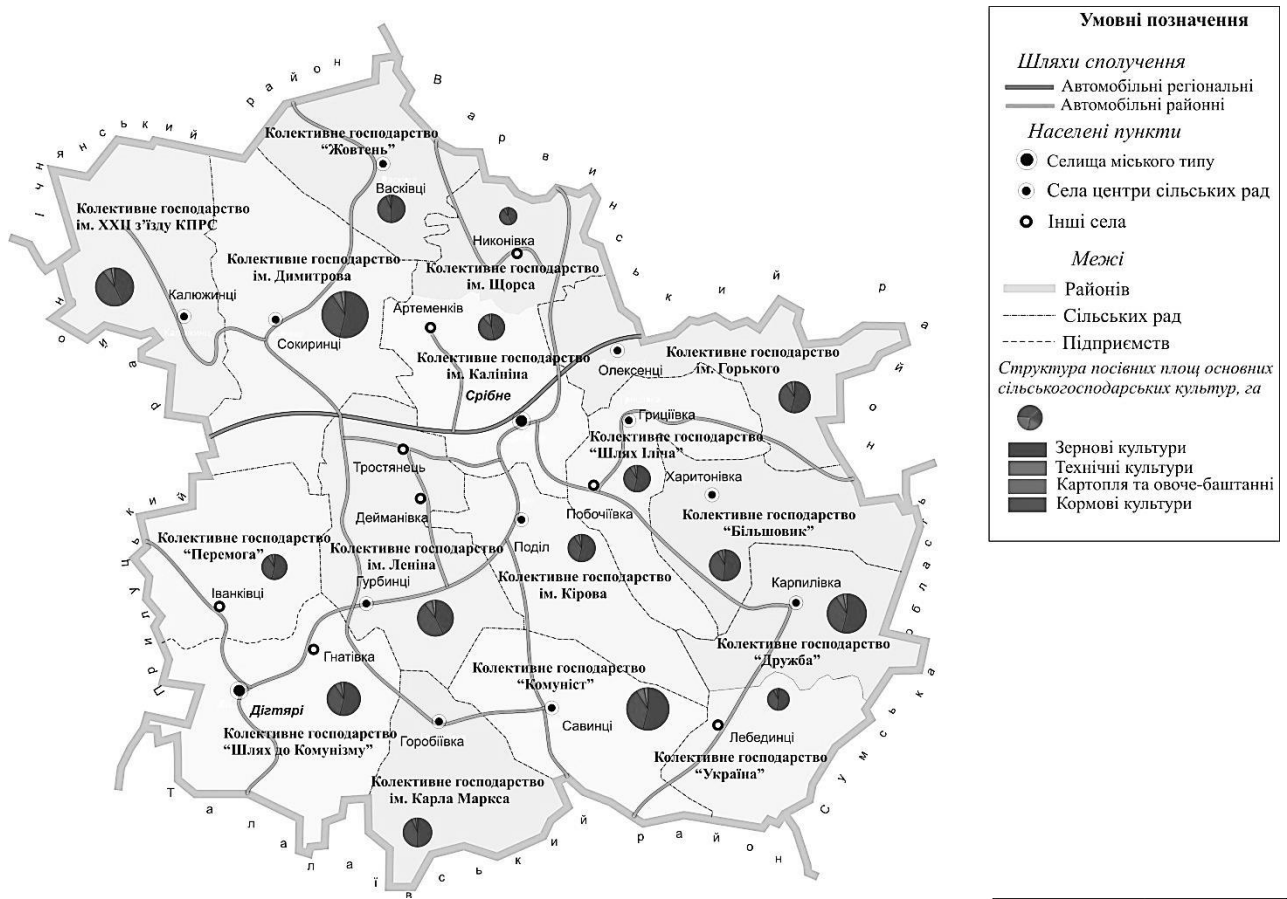 Ічнянський район
Варвинський район
Сумська область
Талалаївський район
Прилуцький район
Колективне господарство
“Жовтень”
Васківці
Колективне господарство
ім. XXII з’їзду КПРС
Калюжинці
Колективне господарство
ім. Димитрова
Сокиринці
Никонівка
Колективне господарство
ім. Щорса
Артеменків
Колективне господарство
ім. Калініна
Срібне
Олексенці
Колективне господарство
ім. Горького
Гриціївка
Колективне господарство
“Шлях Іліча”
Харитонівка
Побочіївка
Колективне господарство
“Більшовик”
Тростянець
Дейманівка
Поділ
Колективне господарство
“Перемога”
Іванківці
Колективне господарство
ім. Леніна
Гурбинці
Колективне господарство
ім. Кірова
Карпилівка
Колективне господарство
“Дружба”
Гнатівка
Дігтярі
Колективне господарство
“Шлях до Комунізму”
Колективне господарство
“Комуніст”
Савинці
Горобіївка
Лебединці
Колективне господарство
“Україна”
Колективне господарство
ім. Карла Маркса
Умовні позначення
Шляхи сполучення
Автомобільні регіональні
Автомобільні районні
Населені пункти
Селища міського типу
Села центри сільських рад
Інші села
Межі
Районів
Сільських рад
Підприємств
Структура посівних площ основних
сільськогосподарських культур, га
Зернові культури
Технічні культури
Картопля та овоче-баштанні
Кормові культури